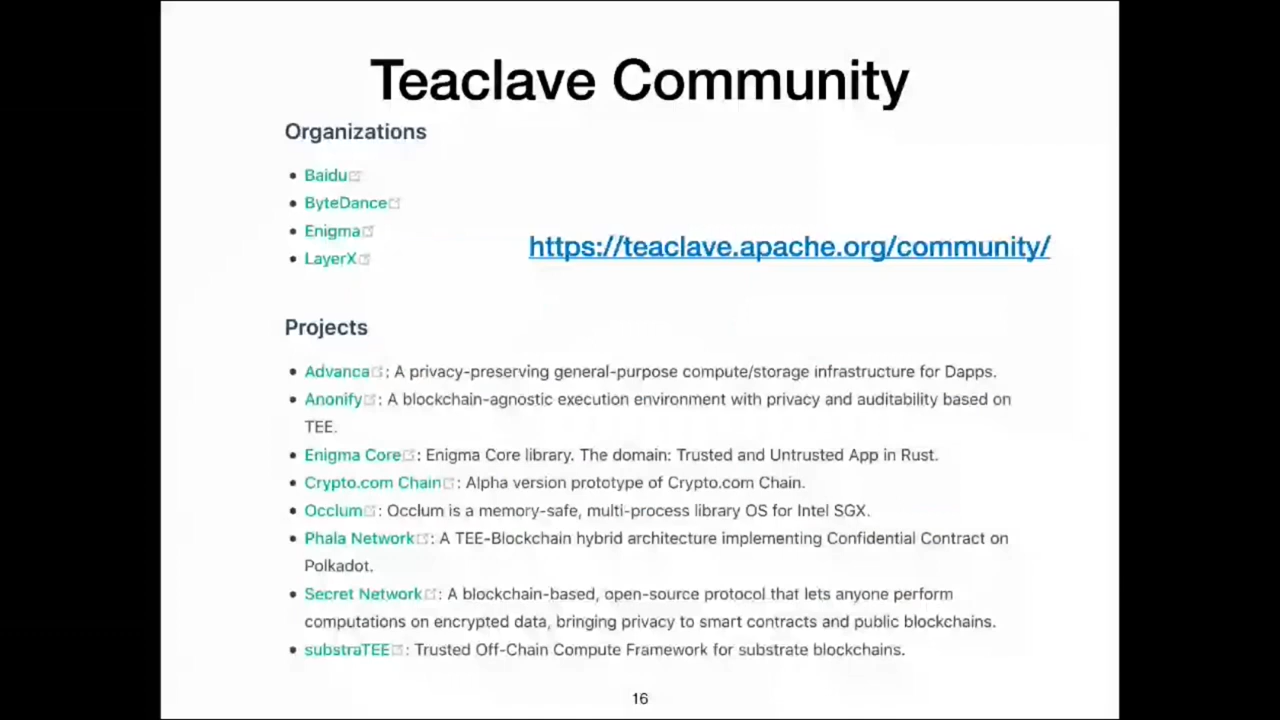 Teaclave Community
Organizations
• Baidu
• ByteDance
• Enigma
• LayerX
https://teaclave.apache.org/community/
Projects
• Advanca: A privacy-preserving general-purpose compute/storage infrastructure for Dapps.
• Anonify: A blockchain-agnostic execution environment with privacy and auditability based on
TEE.
• Enigma Core: Enigma Core library. The domain: Trusted and Untrusted App in Rust.
• Crypto.com Chain: Alpha version prototype of Crypto.com Chain.
• Occlum: Occlum is a memory-safe, multi-process library OS for Intel SGX.
• Phala Network: A TEE-Blockchain hybrid architecture implementing Confidential Contract on
Polkadot.
• Secret Network: A blockchain-based, open-source protocol that lets anyone perform
computations on encrypted data, bringing privacy to smart contracts and public blockchains.
• substraTEE: Trusted Off-Chain Compute Framework for substrate blockchains.
16